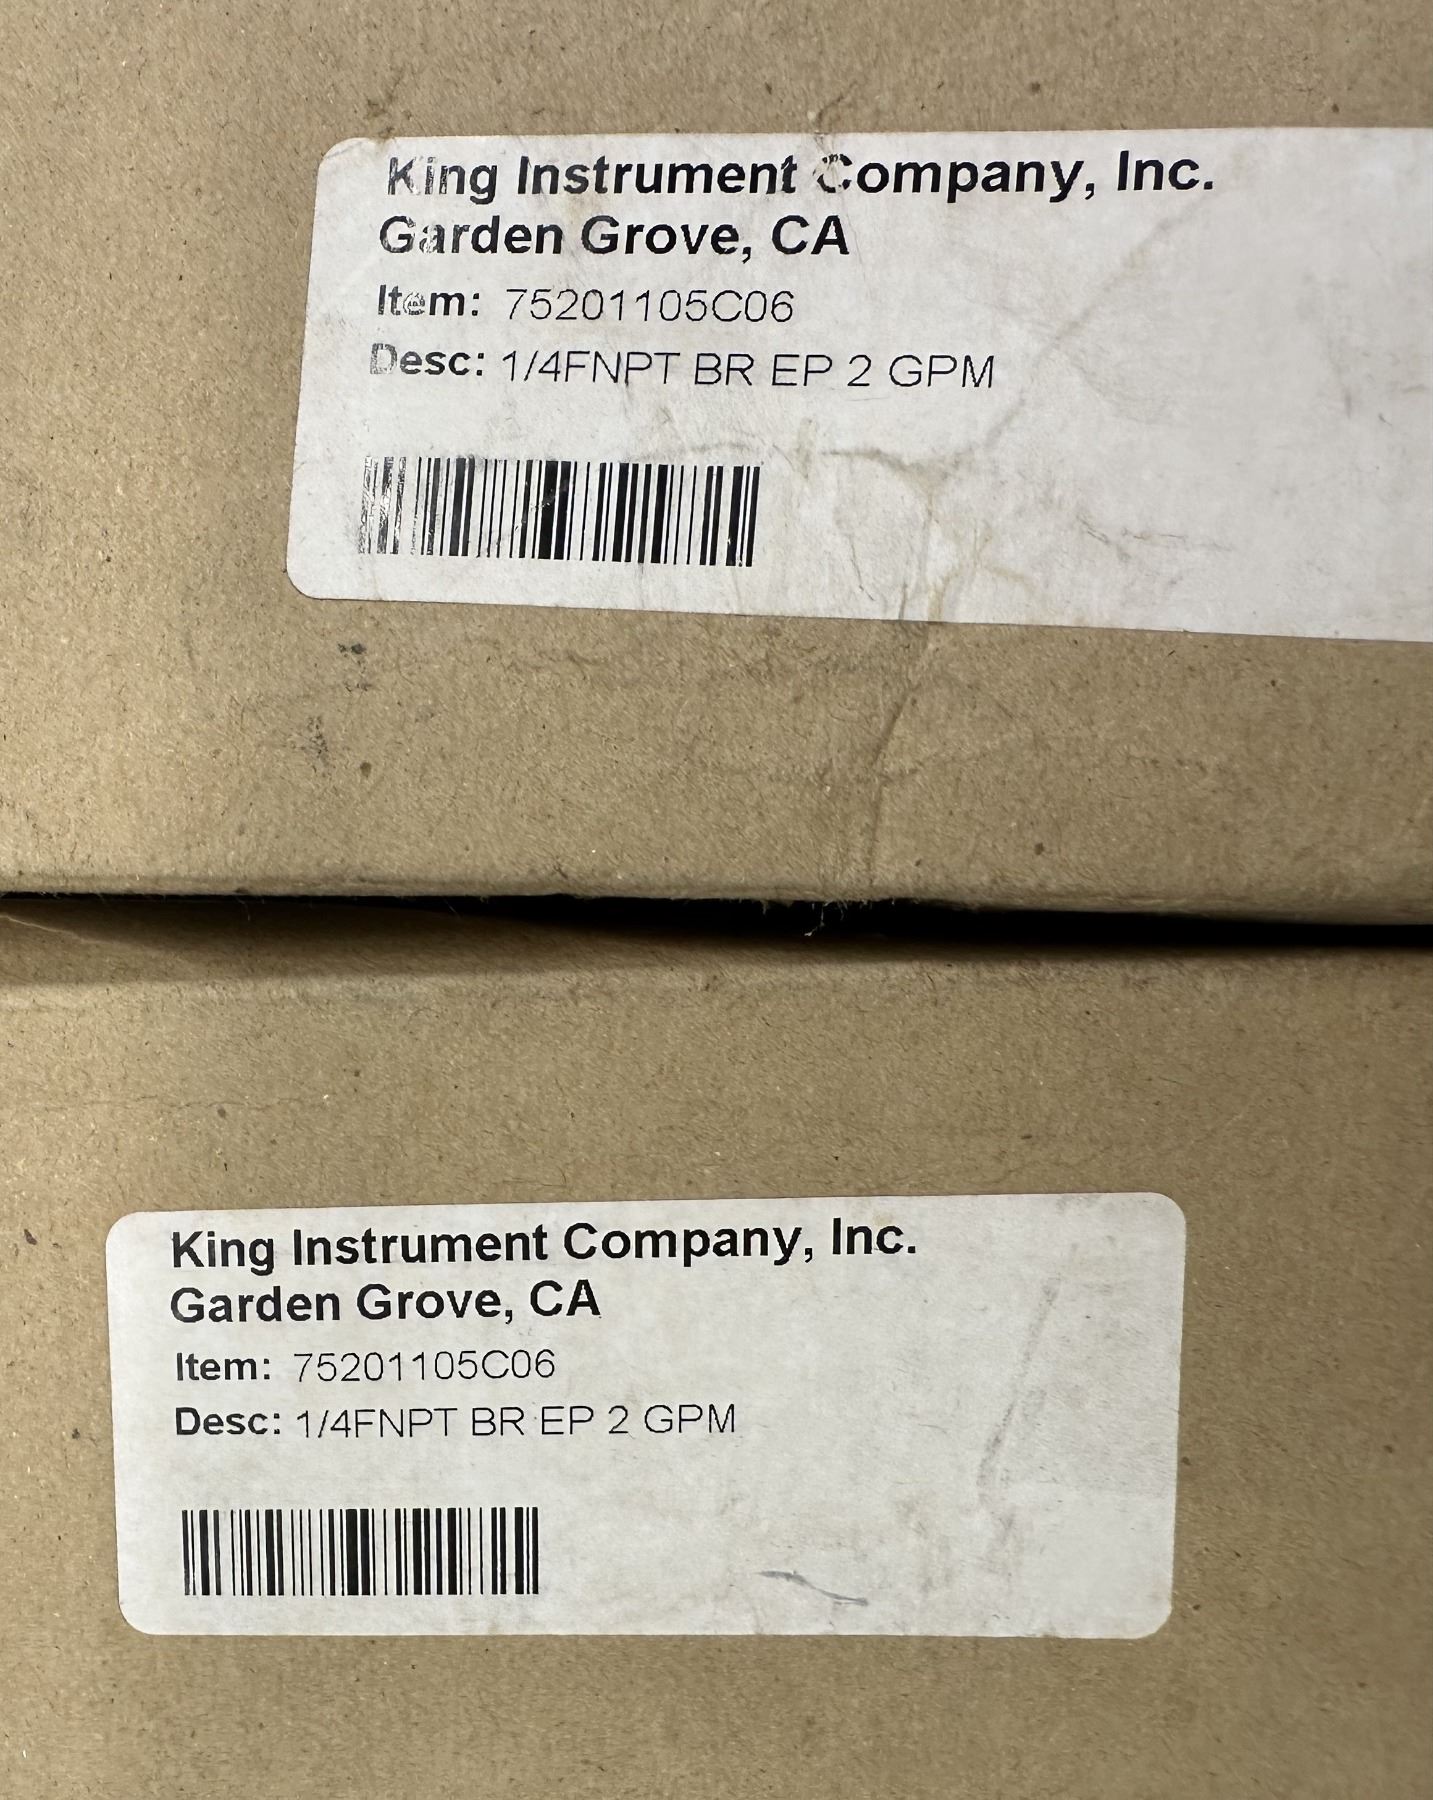 King Instrument Company, Inc.
Garden Grove, CA
Item: 75201105C06
Desc: 1/4FNPT BR EP 2 GPM
King Instrument Company, Inc.
Garden Grove, CA
Item: 75201105C06
Desc: 1/4FNPT BR EP 2 GPM